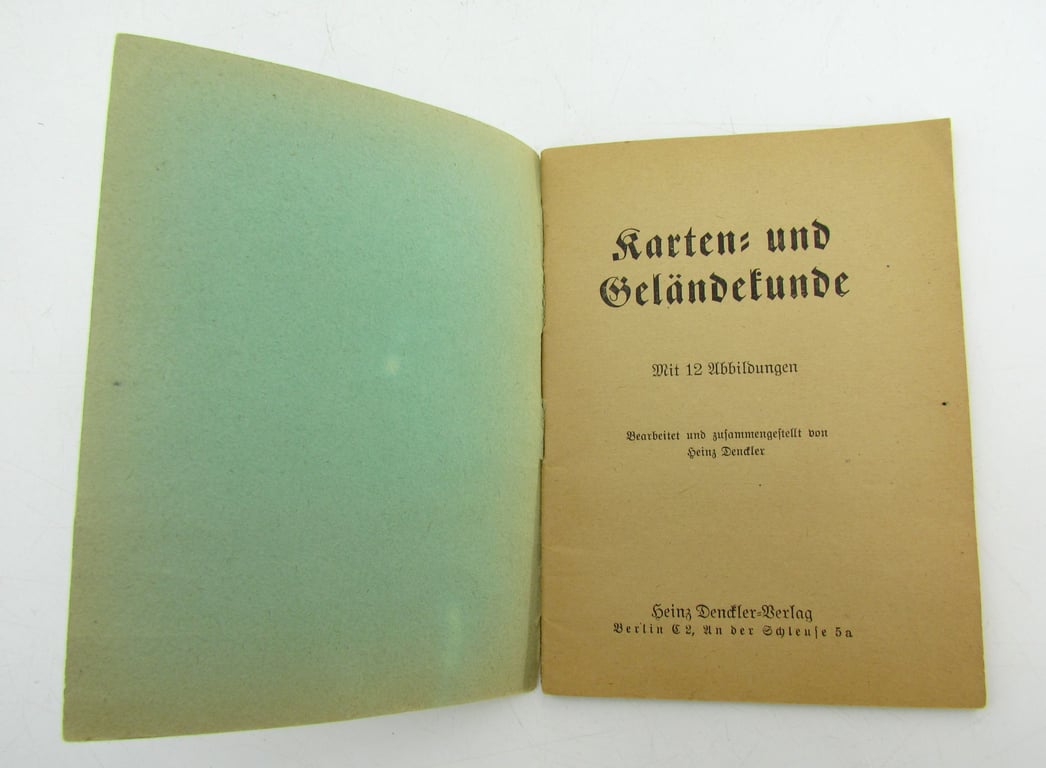 Karten- und
Geländekunde
Mit 12 Abbildungen
Bearbeitet und zuſammengeſtellt von
Heinz Denckler
Heinz Denckler-Verlag
Berlin C 2, An der Schleuſe 5a